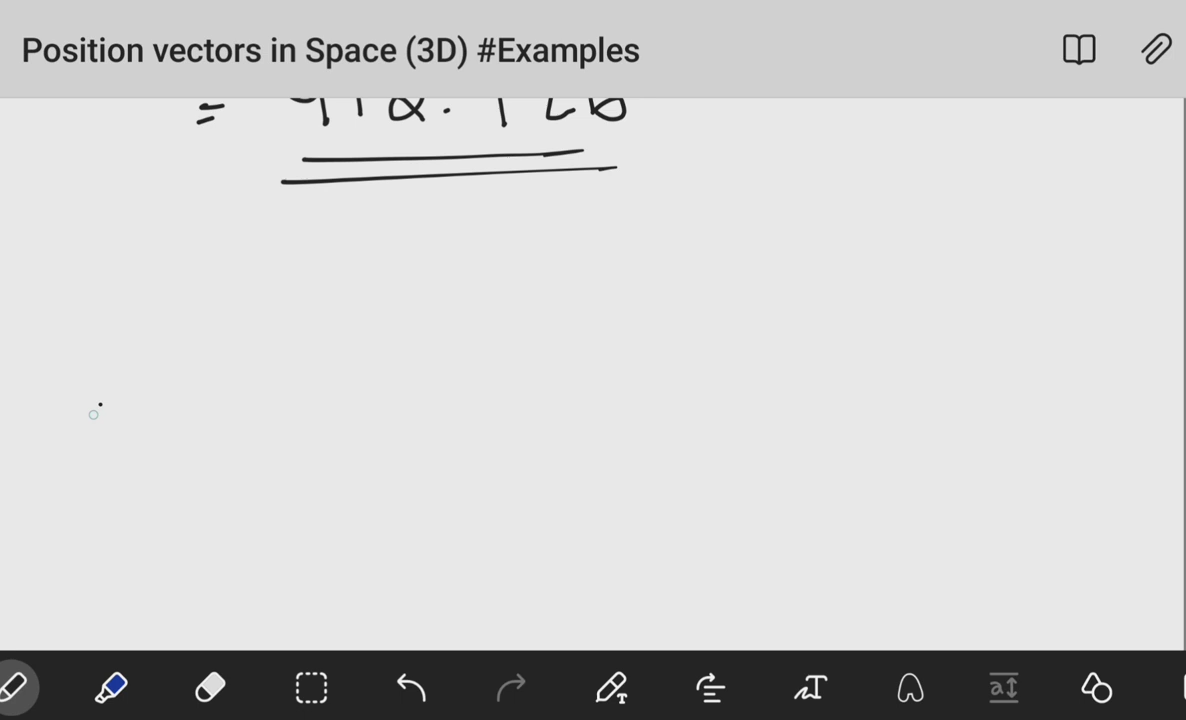 Position vectors in Space (3D) #Examples
=